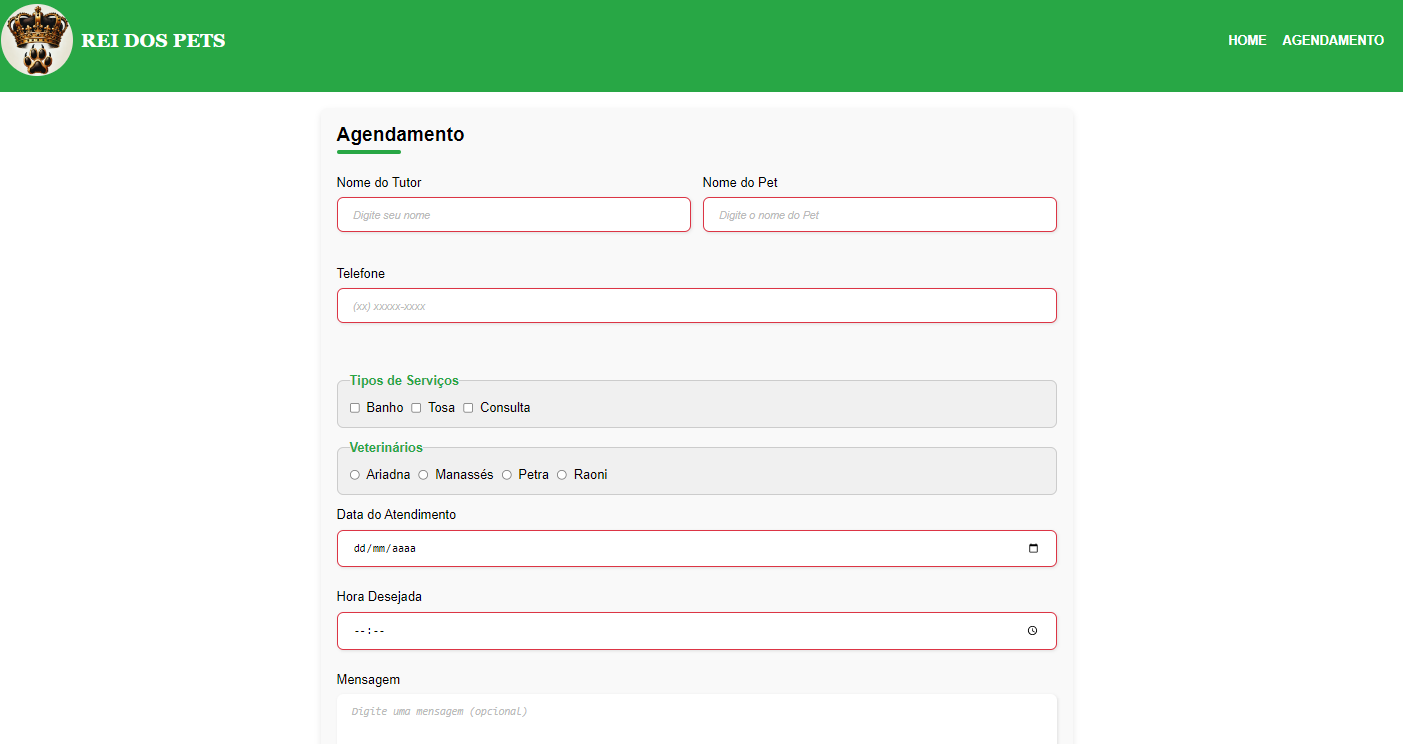 REI DOS PETS
HOME AGENDAMENTO
Agendamento
Nome do Tutor Nome do Pet
Digite seu nome Digite o nome do Pet
Telefone
(xx) xxxxx-xxxx
Tipos de Serviços
Banho Tosa Consulta
Veterinários
Ariadna Manassés Petra Raoni
Data do Atendimento
dd/mm/aaaa
Hora Desejada
--:--
Mensagem
Digite uma mensagem (opcional)